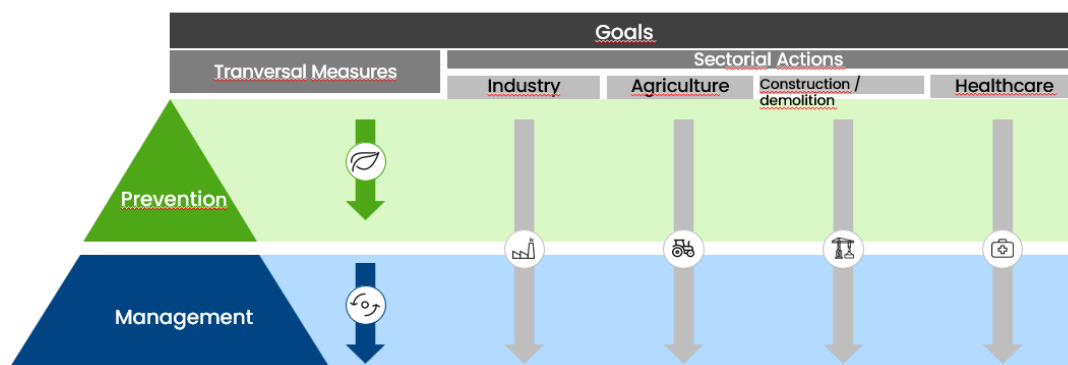 Goals
Tranversal Measures
Sectorial Actions
Industry
Agriculture
Construction /
demolition
Healthcare
Prevention
Management